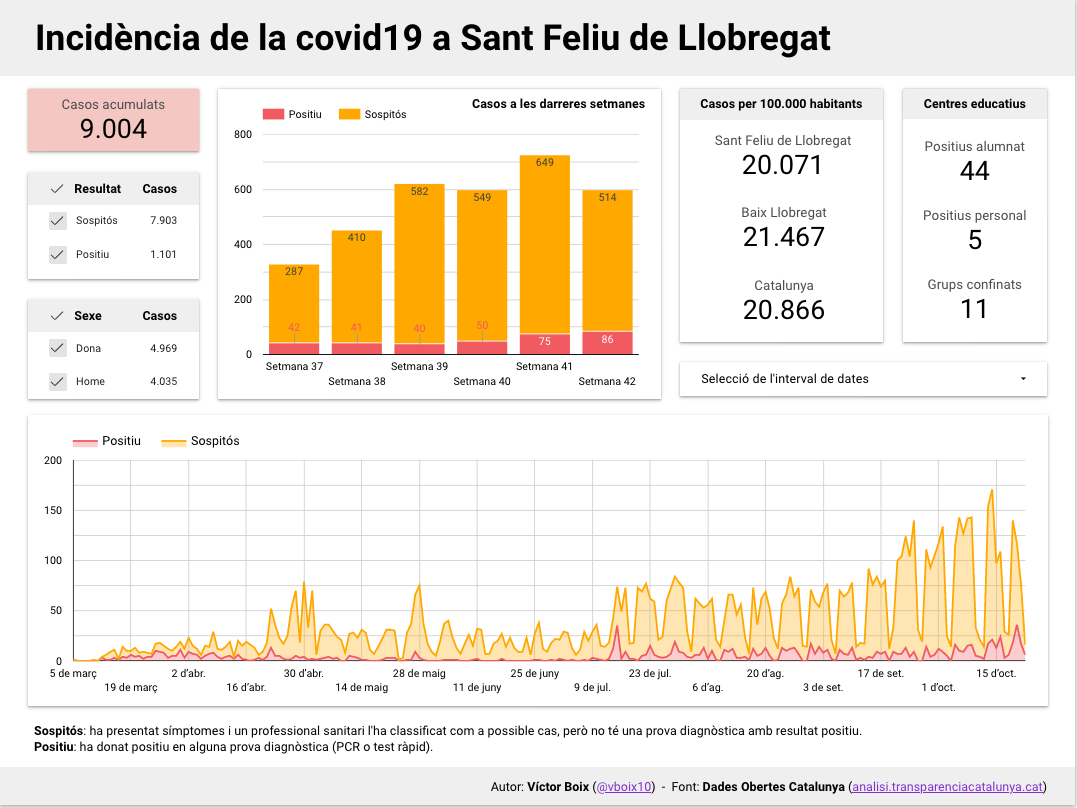 Incidència de la covid19 a Sant Feliu de Llobregat
Casos acumulats
9.004
Resultat Casos
Sospitós 7.903
Positiu 1.101
Sexe Casos
Dona 4.969
Home 4.035
Casos a les darreres setmanes
Positiu Sospitós
800
600
400
200
0
287 410 582 549 649 514
42 41 40 50 75 86
Setmana 37 Setmana 38 Setmana 39 Setmana 40 Setmana 41 Setmana 42
Casos per 100.000 habitants
Sant Feliu de Llobregat
20.071
Baix Llobregat
21.467
Catalunya
20.866
Centres educatius
Positius alumnat
44
Positius personal
5
Grups confinats
11
Selecció de l'interval de dates
Positiu Sospitós
200
150
100
50
0
5 de març 19 de març 2 d’abr. 16 d’abr. 30 d’abr. 14 de maig 28 de maig 11 de juny 25 de juny 9 de jul. 23 de jul. 6 d’ag. 20 d’ag. 3 de set. 17 de set. 1 d’oct. 15 d’oct.
Sospitós: ha presentat símptomes i un professional sanitari l'ha classificat com a possible cas, però no té una prova diagnòstica amb resultat positiu.
Positiu: ha donat positiu en alguna prova diagnòstica (PCR o test ràpid).
Autor: Víctor Boix (@vboix10) - Font: Dades Obertes Catalunya (analisi.transparenciacatalunya.cat)